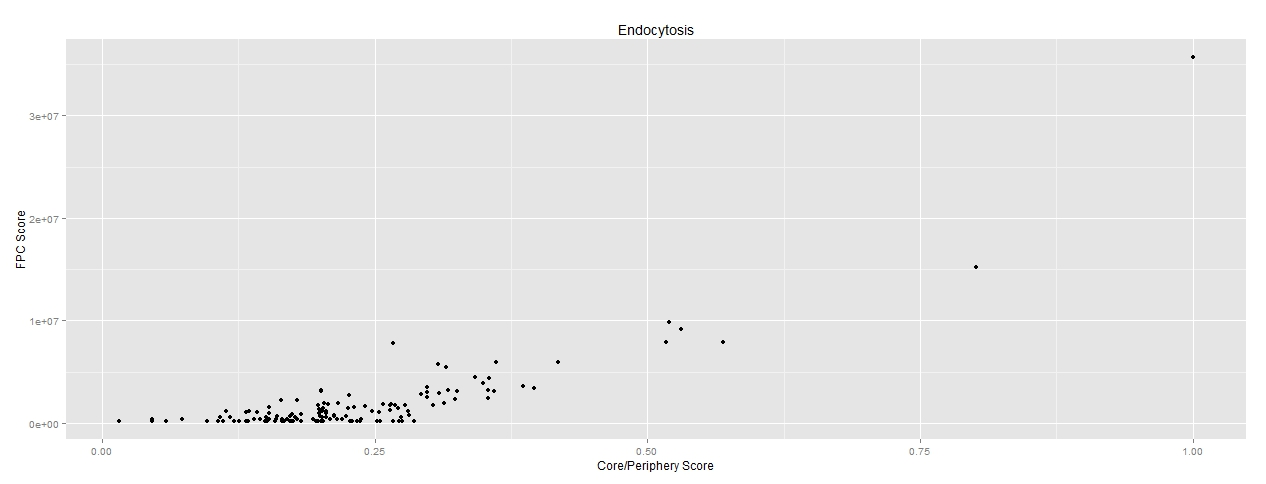 Endocytosis
FPC Score
3e+07
2e+07
1e+07
0e+00
0.00 0.25 0.50 0.75 1.00
Core/Periphery Score